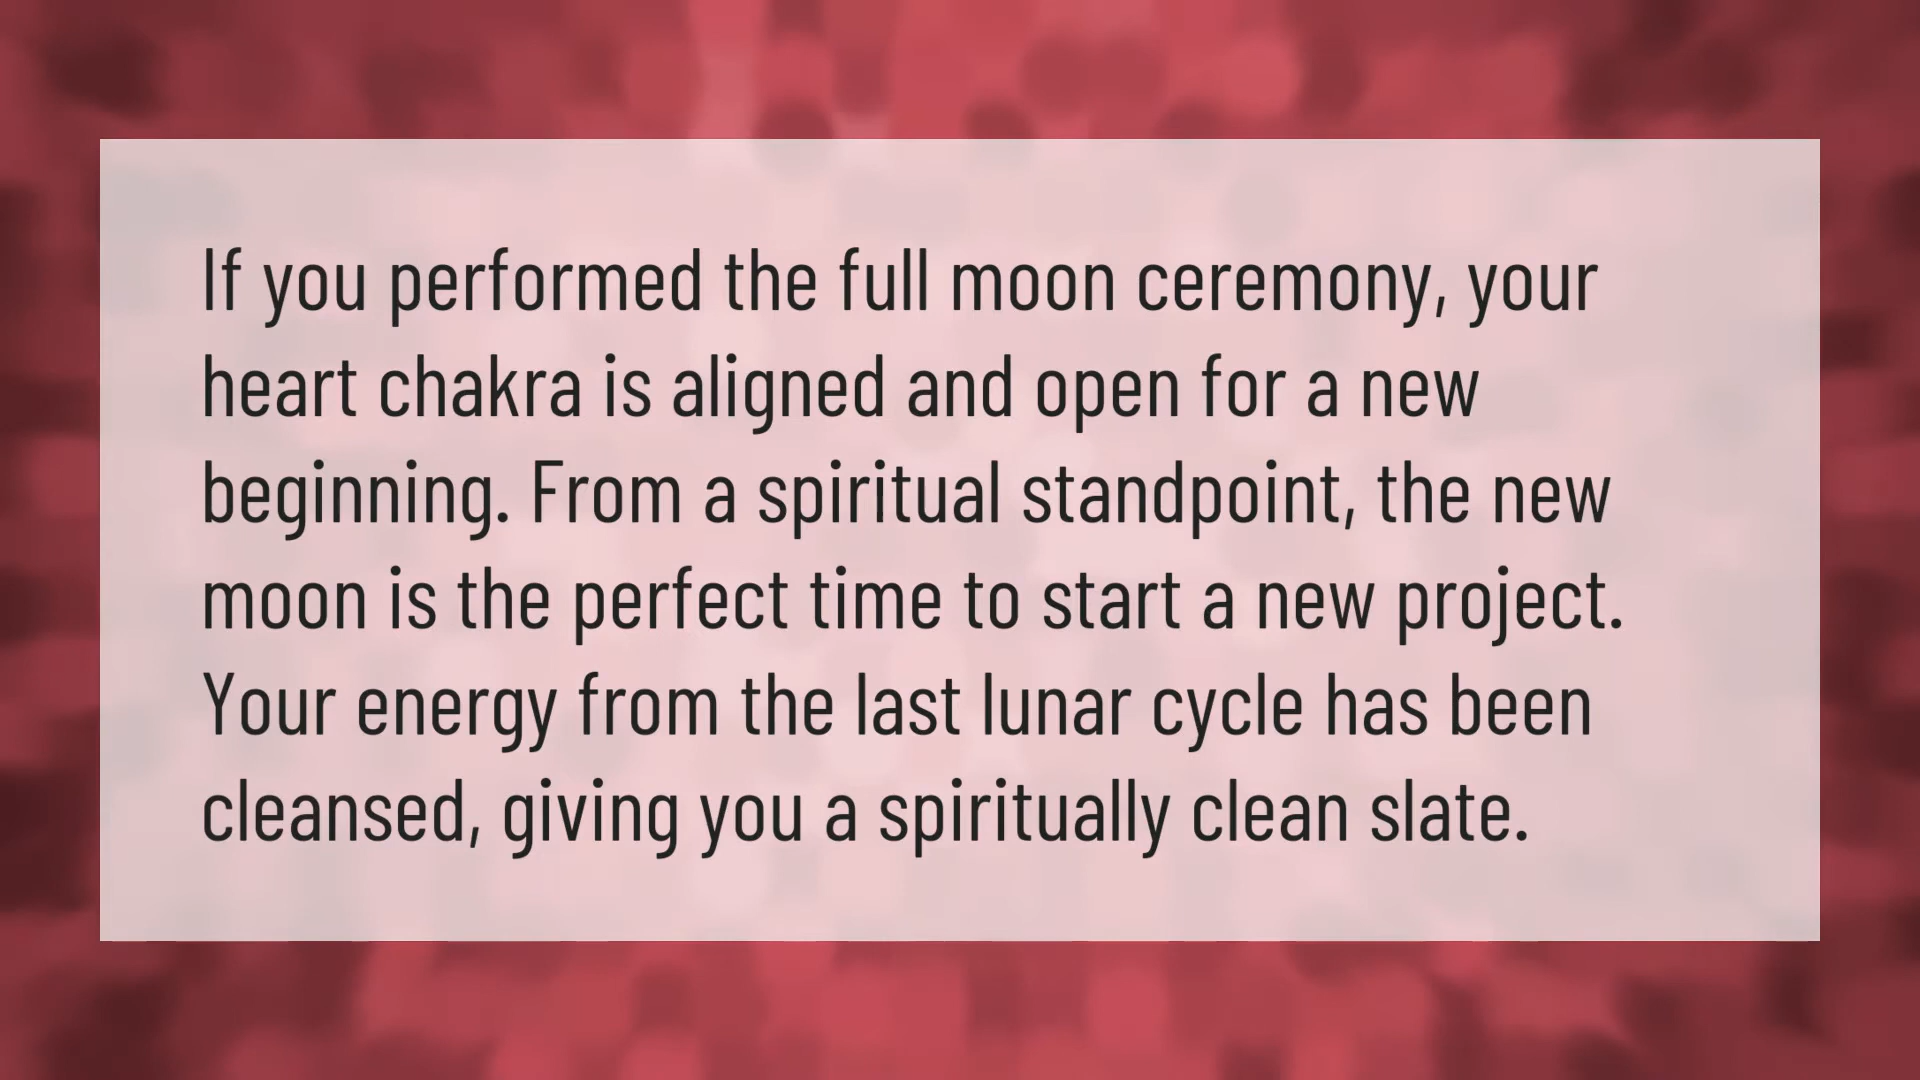 If you performed the full moon ceremony, your
heart chakra is aligned and open for a new
beginning. From a spiritual standpoint, the new
moon is the perfect time to start a new project.
Your energy from the last lunar cycle has been
cleansed, giving you a spiritually clean slate.